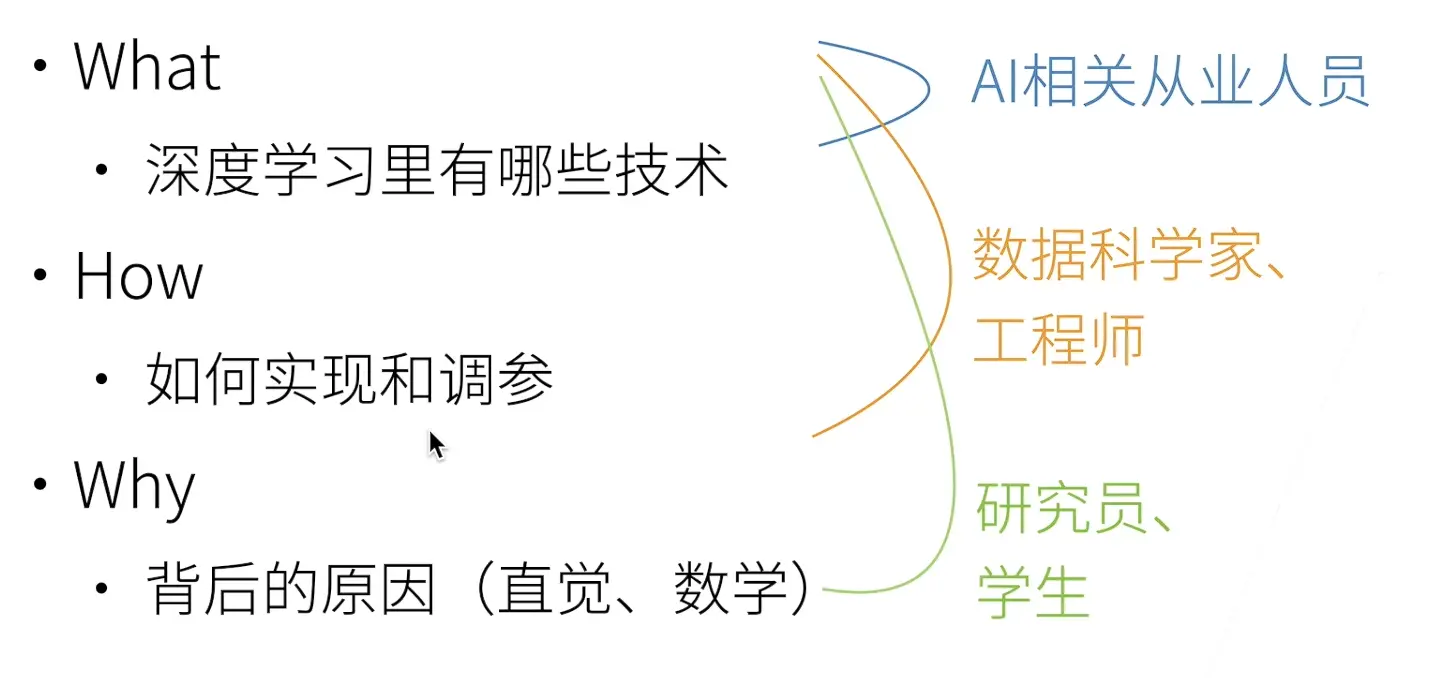 • What
• 深度学习里有哪些技术
• How
• 如何实现和调参
• Why
• 背后的原因（直觉、数学）
AI相关从业人员
数据科学家、
工程师
研究员、
学生